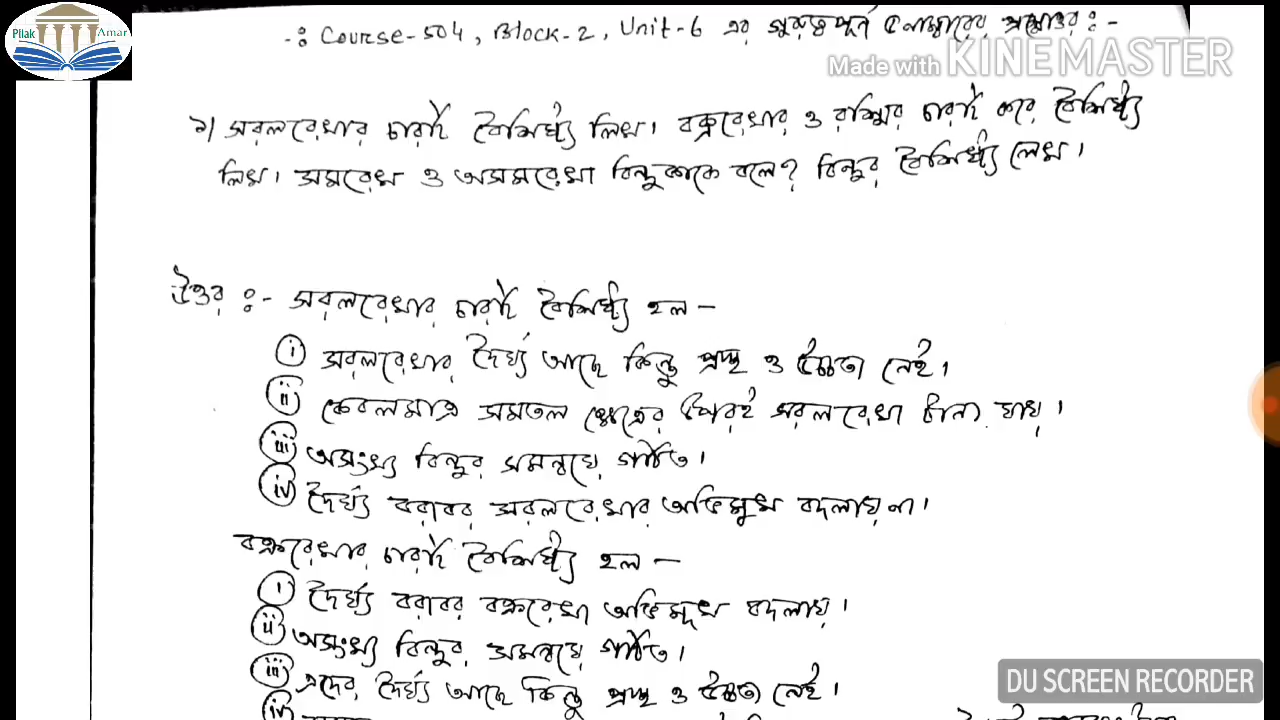 Pilak Amar
-ঃ Course-504, Block-2, Unit-6 এর গুরুত্বপূর্ণ ৫ নাম্বারের প্রশ্নোত্তর ঃ-
Made with KINEMASTER
১) সরলরেখার চারটি বৈশিষ্ট্য লিখ। বক্ররেখার ও রশ্মির চারটি করে বৈশিষ্ট্য
লিখ। সমরেখ ও অসমরেখা বিন্দু কাকে বলে? বিন্দুর বৈশিষ্ট্য লেখ।
উত্তর ঃ- সরলরেখার চারটি বৈশিষ্ট্য হল —
i সরলরেখার দৈর্ঘ্য আছে কিন্তু প্রস্থ ও উচ্চতা নেই।
ii কেবলমাত্র সমতল ক্ষেত্রের উপরই সরলরেখা টানা যায়।
iii অসংখ্য বিন্দুর সমন্বয়ে গঠিত।
iv দৈর্ঘ্য বরাবর সরলরেখার অভিমুখ বদলায় না।
বক্ররেখার চারটি বৈশিষ্ট্য হল —
i দৈর্ঘ্য বরাবর বক্ররেখা অভিমুখ বদলায়।
ii অসংখ্য বিন্দুর সমন্বয়ে গঠিত।
iii এদের দৈর্ঘ্য আছে কিন্তু প্রস্থ ও উচ্চতা নেই।
iv
DU SCREEN RECORDER